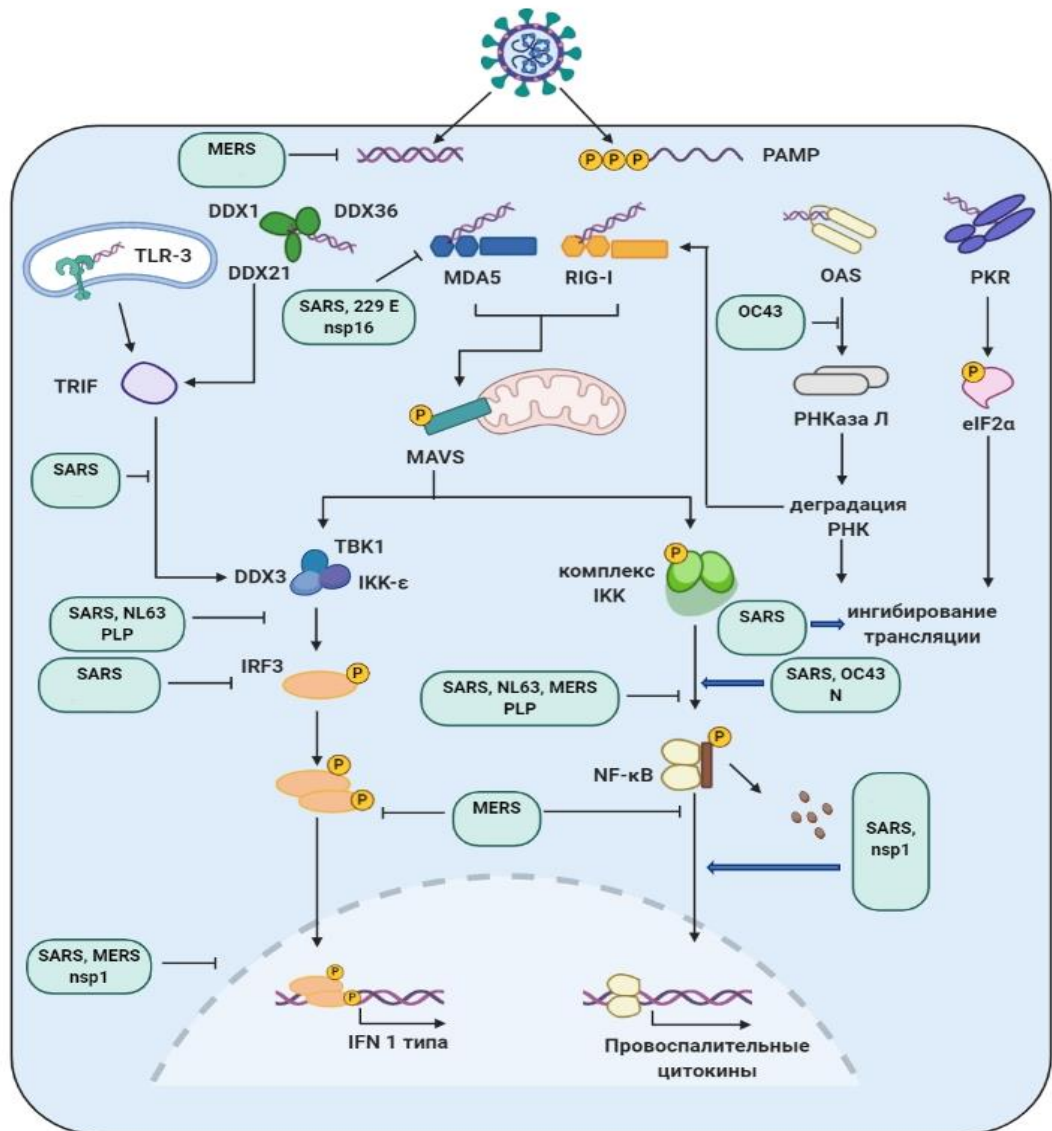 MERS
P P P
PAMP
DDX1
DDX36
TLR-3
DDX21
SARS, 229 E
nsp16
MDA5
RIG-I
OAS
PKR
OC43
TRIF
P
MAVS
РНКаза Л
P
eIF2α
SARS
деградация
РНК
TBK1
DDX3
IKK-ε
P
комплекс
IKK
SARS, NL63
PLP
SARS
ингибирование
трансляции
SARS
IRF3
P
SARS, NL63, MERS
PLP
SARS, OC43
N
P
P
MERS
NF-κB
P
SARS,
nsp1
SARS, MERS
nsp1
P
P
IFN 1 типа
Провоспалительные
цитокины